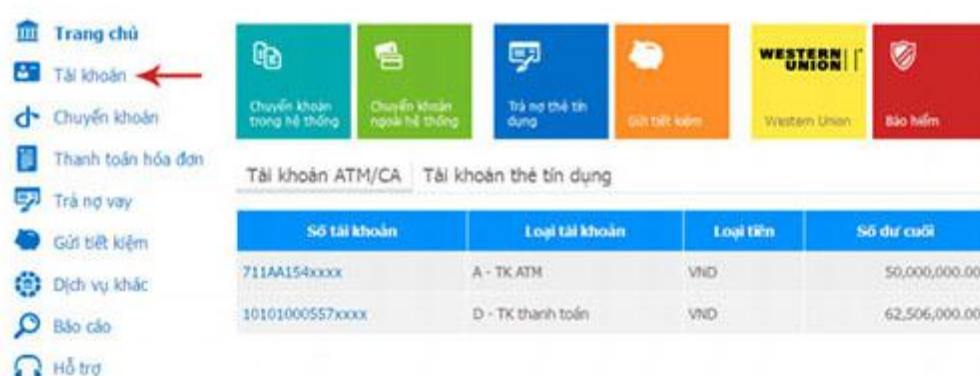 Trang chủ
Tài khoản
Chuyển khoản
Thanh toán hóa đơn
Trả nợ vay
Gửi tiết kiệm
Dịch vụ khác
Báo cáo
Hỗ trợ
Chuyển khoản
trong hệ thống
Chuyển khoản
ngoài hệ thống
Trả nợ thẻ tín
dụng
Gửi tiết kiệm
WESTERN
UNION
Western Union
Bảo hiểm
Tài khoản ATM/CA Tài khoản thẻ tín dụng
Số tài khoản Loại tài khoản Loại tiền Số dư cuối
711AA154xxxx A - TK ATM VND 50,000,000.00
10101000557xxxx D - TK thanh toán VND 62,506,000.00